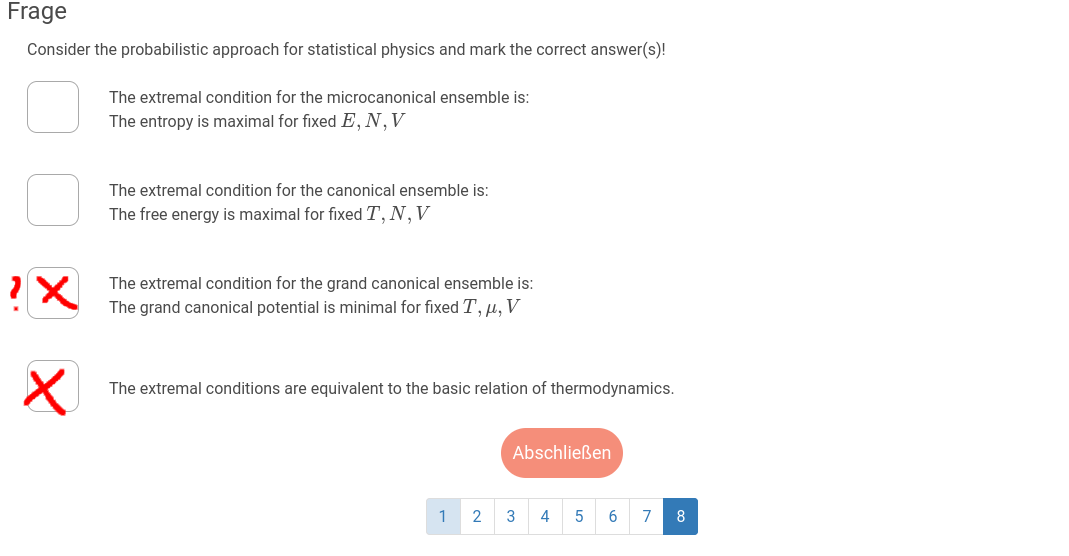 Frage
Consider the probabilistic approach for statistical physics and mark the correct answer(s)!
The extremal condition for the microcanonical ensemble is:
The entropy is maximal for fixed E, N, V
The extremal condition for the canonical ensemble is:
The free energy is maximal for fixed T, N, V
? X
The extremal condition for the grand canonical ensemble is:
The grand canonical potential is minimal for fixed T, μ, V
X
The extremal conditions are equivalent to the basic relation of thermodynamics.
Abschließen
1 2 3 4 5 6 7 8